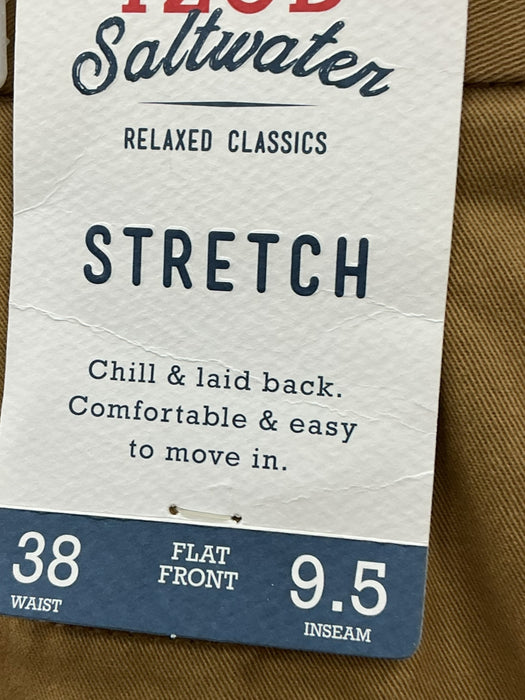 IZOD
Saltwater
RELAXED CLASSICS
STRETCH
Chill & laid back.
Comfortable & easy
to move in.
38
WAIST
FLAT
FRONT
9.5
INSEAM